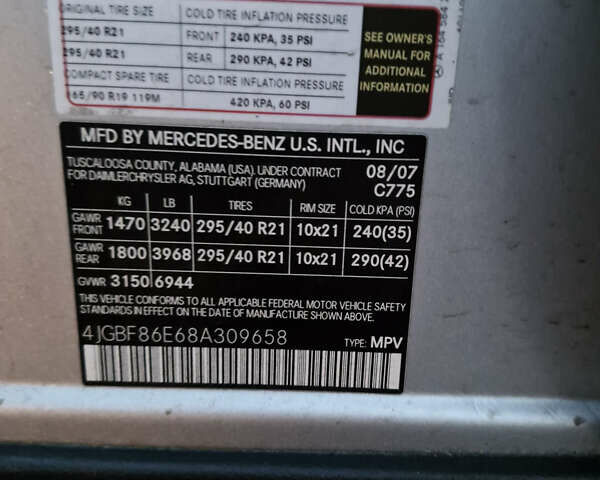 ORIGINAL TIRE SIZE COLD TIRE INFLATION PRESSURE
295/40 R21 FRONT 240 KPA, 35 PSI
295/40 R21 REAR 290 KPA, 42 PSI
COMPACT SPARE TIRE COLD TIRE INFLATION PRESSURE
165/90 R19 119M 420 KPA, 60 PSI
SEE OWNER'S
MANUAL FOR
ADDITIONAL
INFORMATION
MFD BY MERCEDES-BENZ U.S. INTL., INC
TUSCALOOSA COUNTY, ALABAMA (USA). UNDER CONTRACT
FOR DAIMLERCHRYSLER AG, STUTTGART (GERMANY)
08/07
C775
KG LB TIRES RIM SIZE COLD KPA (PSI)
GAWR FRONT 1470 3240 295/40 R21 10x21 240(35)
GAWR REAR 1800 3968 295/40 R21 10x21 290(42)
GVWR 3150 6944
THIS VEHICLE CONFORMS TO ALL APPLICABLE FEDERAL MOTOR VEHICLE SAFETY
STANDARDS IN EFFECT ON THE DATE OF MANUFACTURE SHOWN ABOVE.
4JGBF86E68A309658 TYPE: MPV